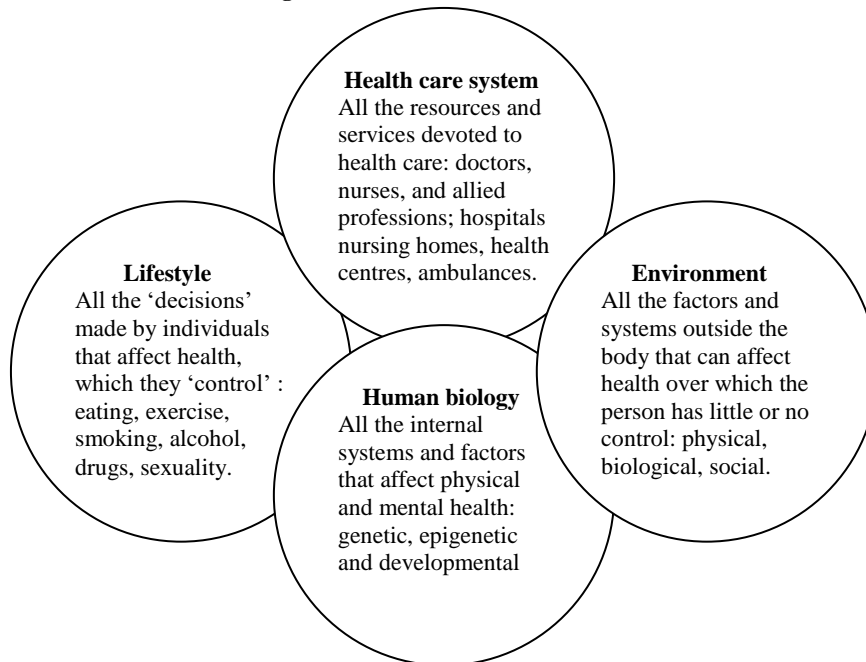 Health care system
All the resources and
services devoted to
health care: doctors,
nurses, and allied
professions; hospitals
nursing homes, health
centres, ambulances.
Lifestyle
All the ‘decisions’
made by individuals
that affect health,
which they ‘control’ :
eating, exercise,
smoking, alcohol,
drugs, sexuality.
Environment
All the factors and
systems outside the
body that can affect
health over which the
person has little or no
control: physical,
biological, social.
Human biology
All the internal
systems and factors
that affect physical
and mental health:
genetic, epigenetic
and developmental